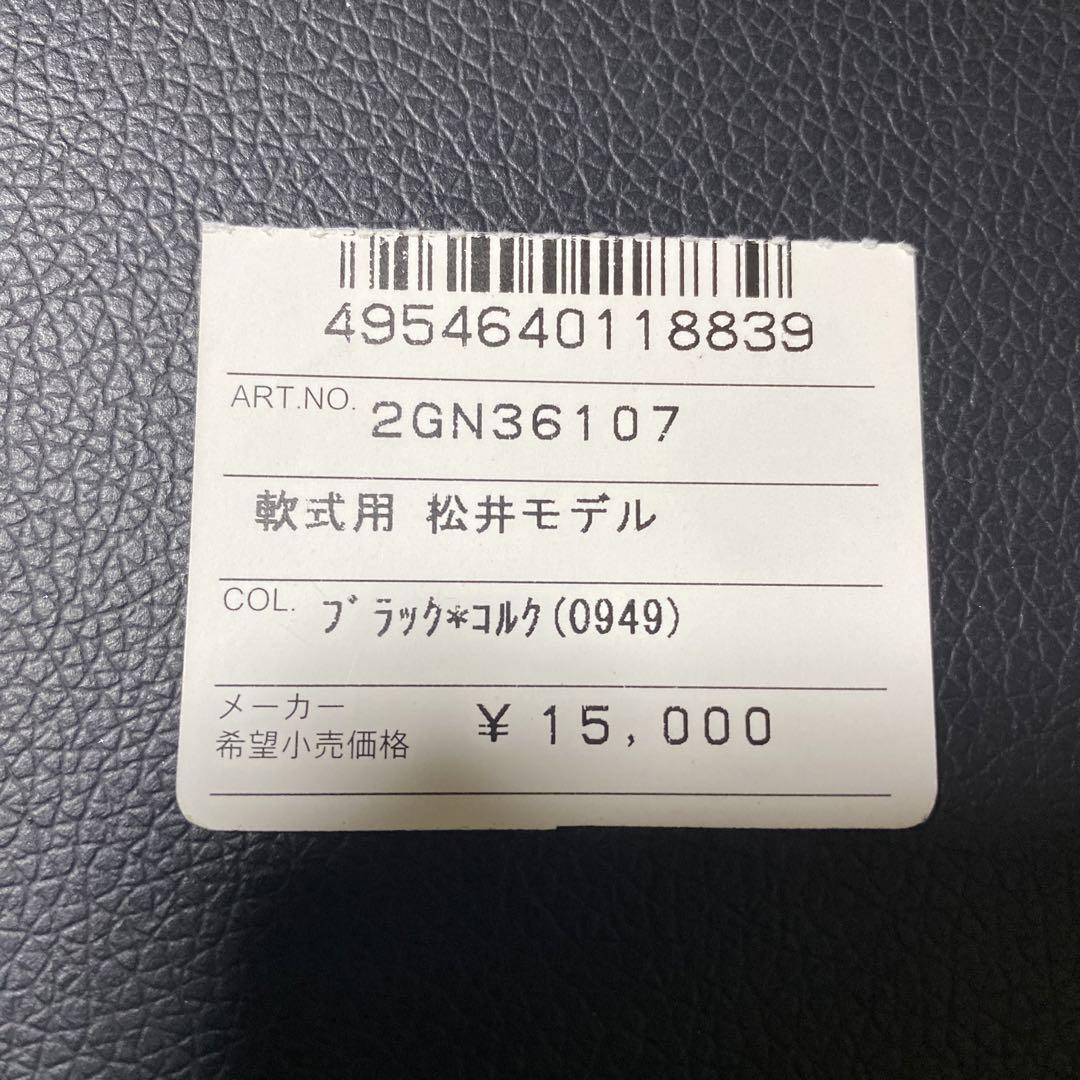 4954640118839
ART.NO. 2GN36107
軟式用 松井モデル
COL. ﾌﾞﾗｯｸ*ｺﾙｸ(0949)
メーカー
希望小売価格 ¥15,000